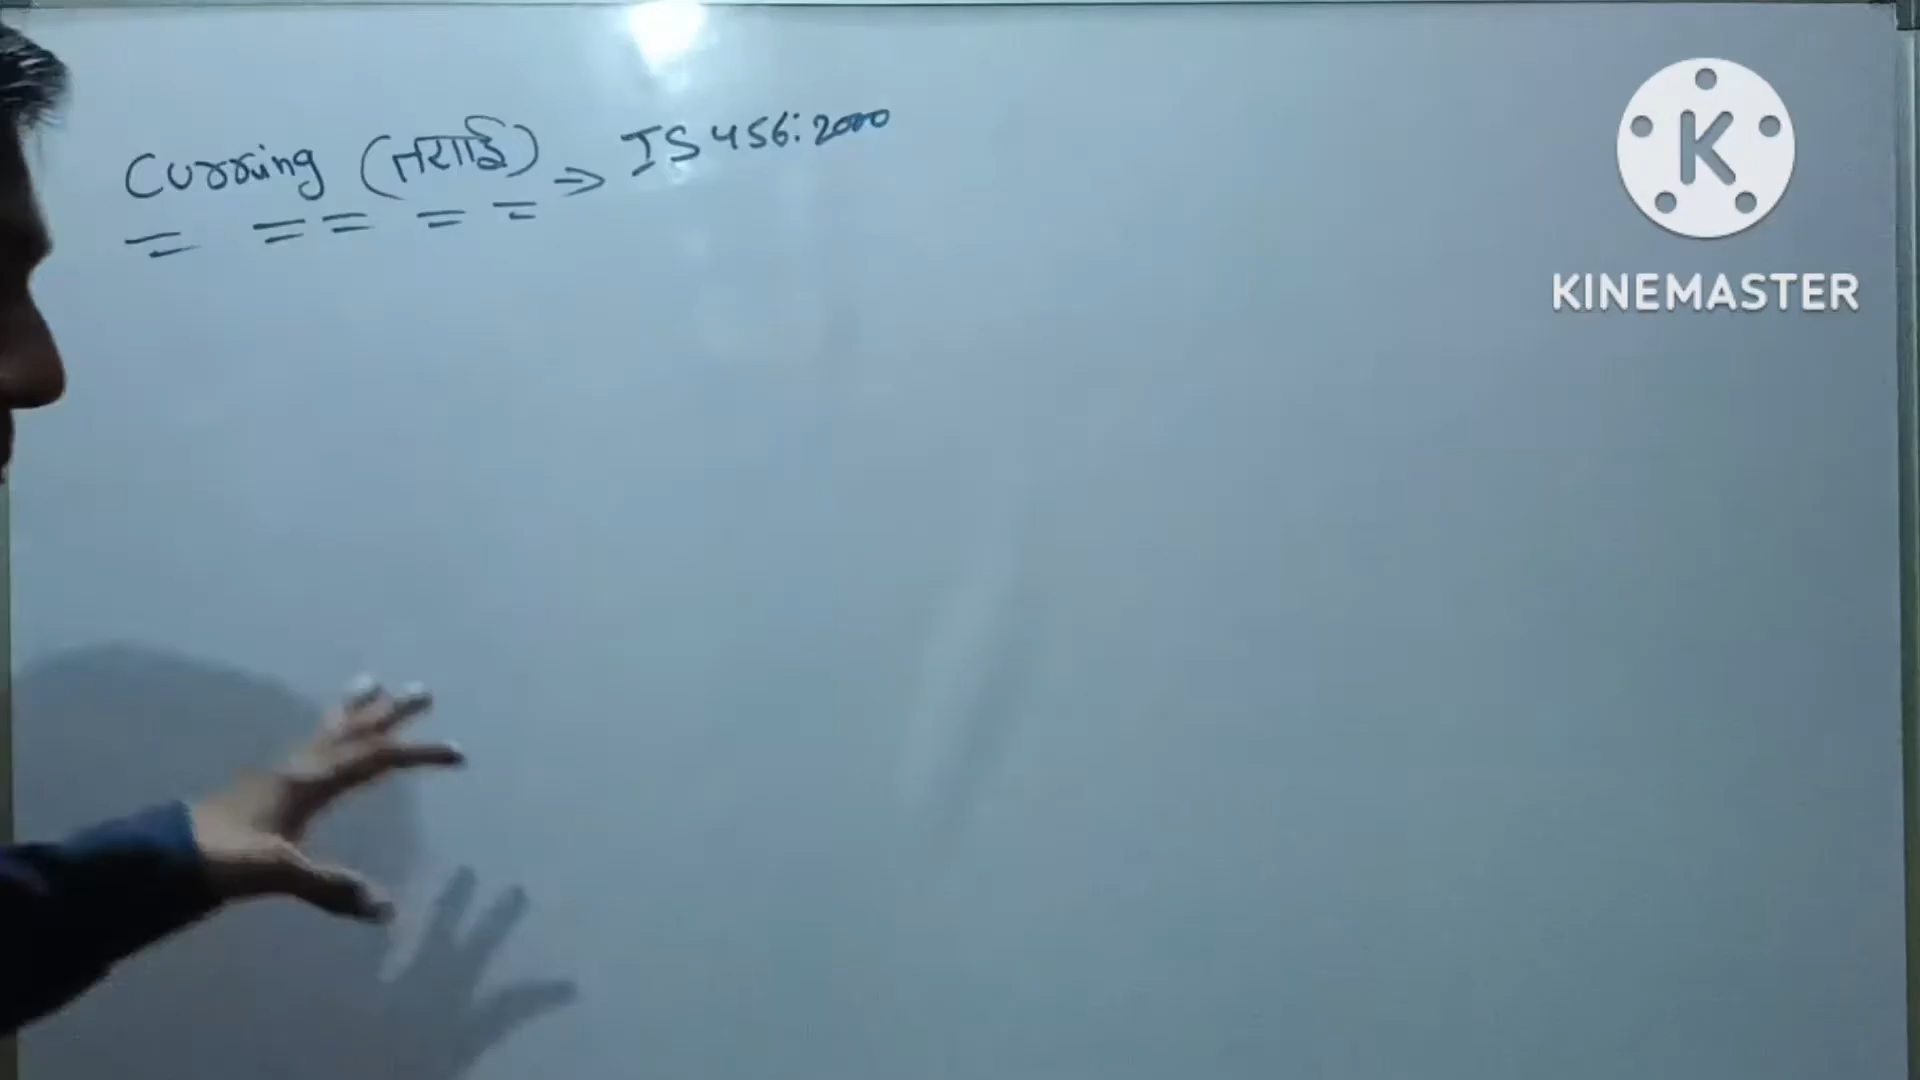 Curring (तराई) ⇒ IS 456:2000
K
KINEMASTER